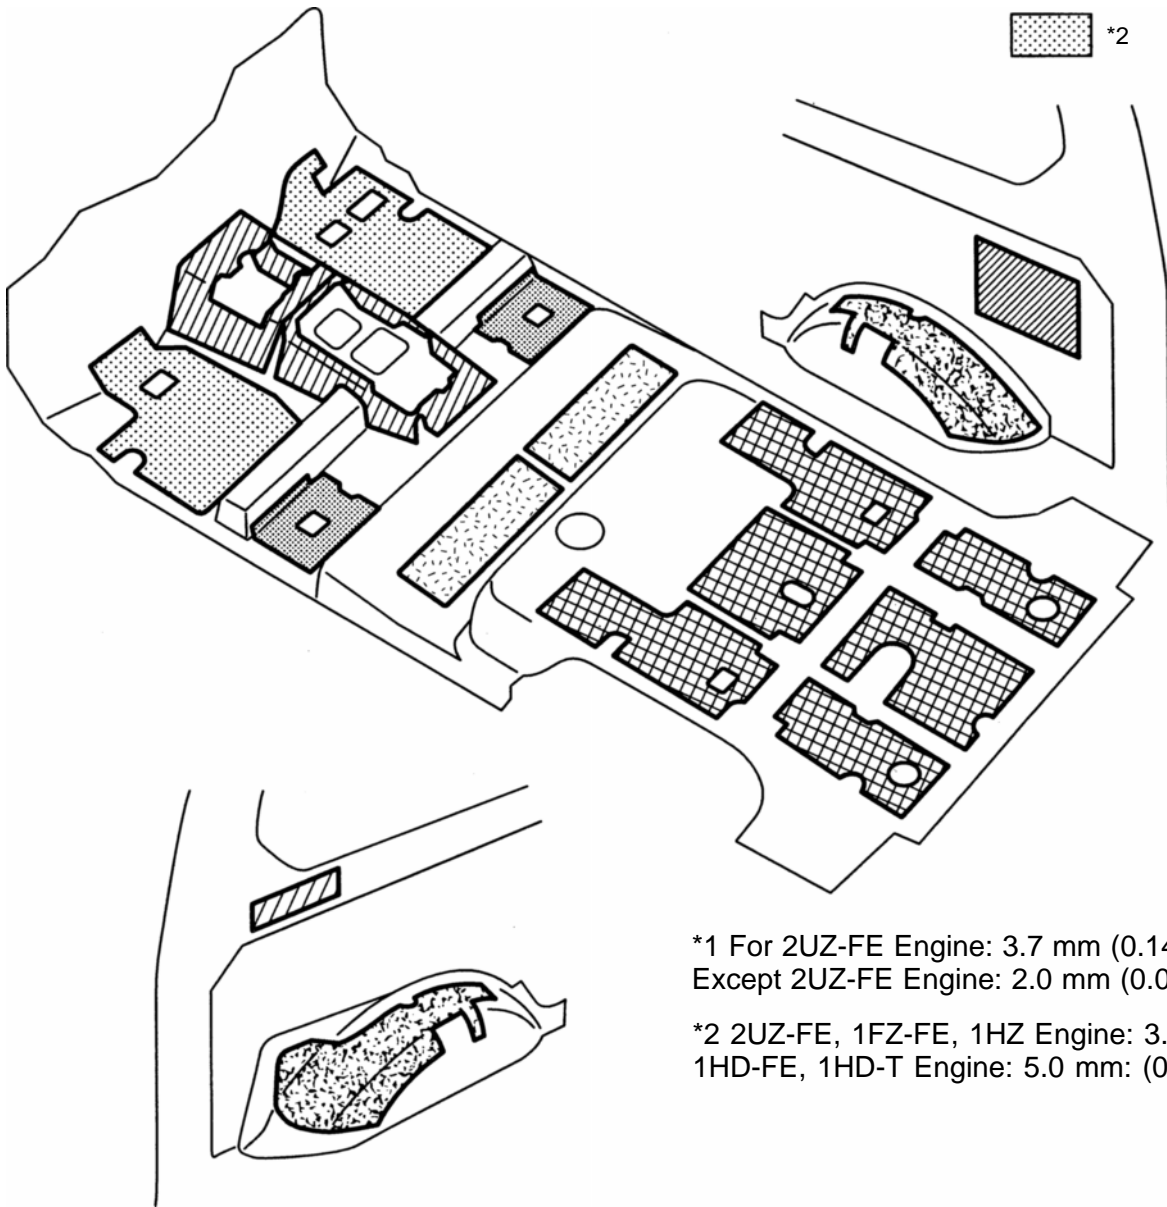 *2
*1 For 2UZ-FE Engine: 3.7 mm (0.14
Except 2UZ-FE Engine: 2.0 mm (0.0
*2 2UZ-FE, 1FZ-FE, 1HZ Engine: 3.
1HD-FE, 1HD-T Engine: 5.0 mm: (0